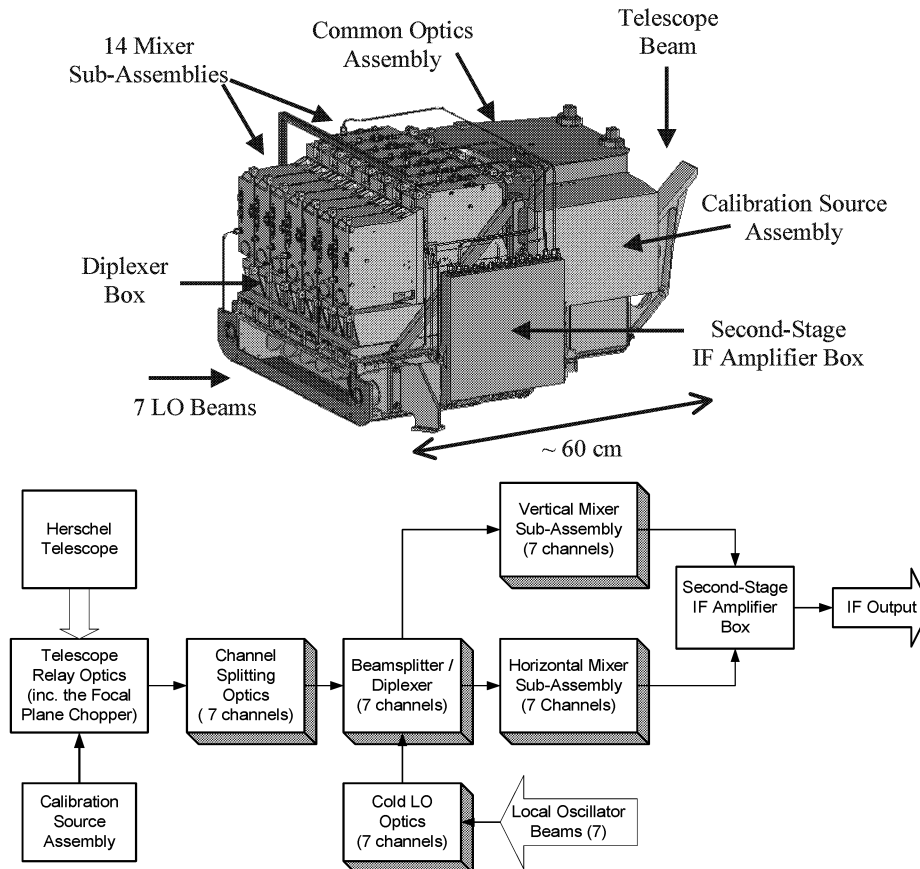 14 Mixer
Sub-Assemblies
Common Optics
Assembly
Telescope
Beam
Calibration Source
Assembly
Diplexer
Box
Second-Stage
IF Amplifier Box
7 LO Beams
~ 60 cm
Herschel
Telescope
Vertical Mixer
Sub-Assembly
(7 channels)
Second-Stage
IF Amplifier
Box
IF Output
Telescope
Relay Optics
(inc. the Focal
Plane Chopper)
Channel
Splitting
Optics
( 7 channels)
Beamsplitter /
Diplexer
(7 channels)
Horizontal Mixer
Sub-Assembly
(7 Channels)
Calibration
Source
Assembly
Cold LO
Optics
(7 channels)
Local Oscillator
Beams (7)